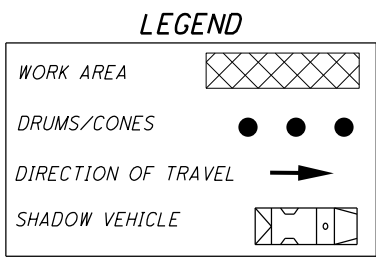 LEGEND
WORK AREA
DRUMS/CONES
DIRECTION OF TRAVEL
SHADOW VEHICLE